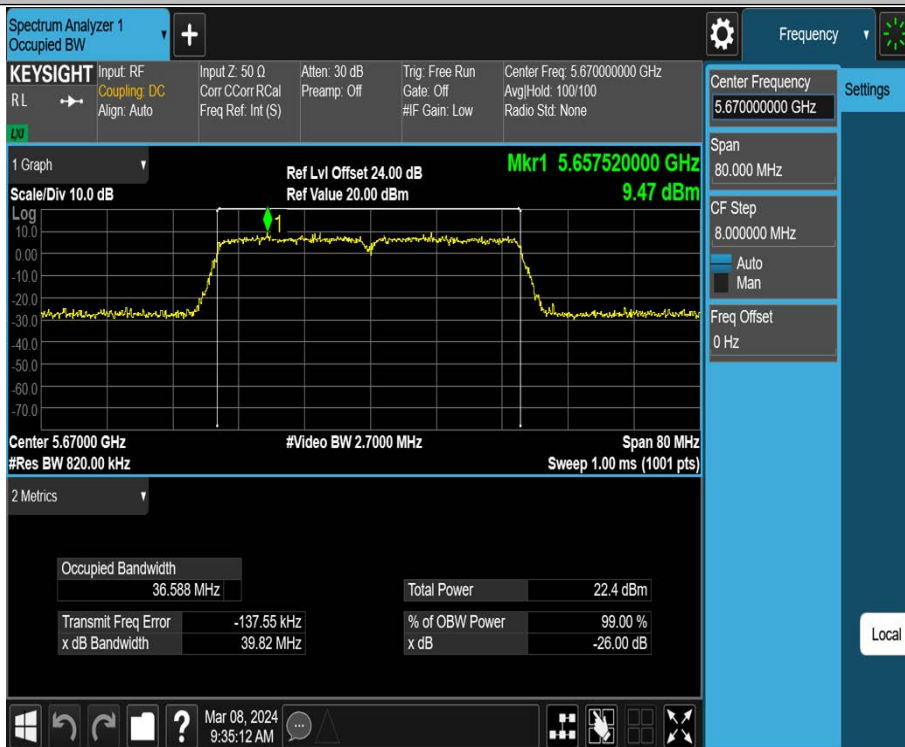 Spectrum Analyzer 1
Occupied BW
+
Frequency
KEYSIGHT
R L
LXI
Input: RF
Coupling: DC
Align: Auto
Input Z: 50 Ω
Corr CCorr RCal
Freq Ref: Int (S)
Atten: 30 dB
Preamp: Off
Trig: Free Run
Gate: Off
#IF Gain: Low
Center Freq: 5.670000000 GHz
Avg|Hold: 100/100
Radio Std: None
Center Frequency
5.670000000 GHz
Settings
Span
80.000 MHz
CF Step
8.000000 MHz
Auto
Man
Freq Offset
0 Hz
1 Graph
Scale/Div 10.0 dB
Ref Lvl Offset 24.00 dB
Ref Value 20.00 dBm
Mkr1 5.657520000 GHz
9.47 dBm
Log
10.0
0.00
-10.0
-20.0
-30.0
-40.0
-50.0
-60.0
-70.0
1
Center 5.67000 GHz
#Video BW 2.7000 MHz
Span 80 MHz
#Res BW 820.00 kHz
Sweep 1.00 ms (1001 pts)
2 Metrics
Occupied Bandwidth
36.588 MHz
Total Power 22.4 dBm
Transmit Freq Error -137.55 kHz
% of OBW Power 99.00 %
x dB Bandwidth 39.82 MHz
x dB -26.00 dB
Local
?
Mar 08, 2024
9:35:12 AM